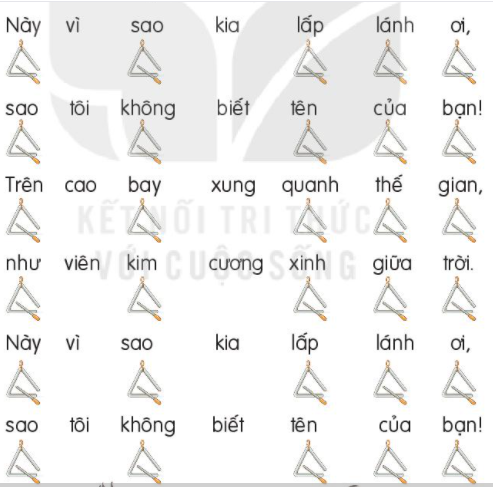 Này vì sao kia lấp lánh ơi,
sao tôi không biết tên của bạn!
Trên cao bay xung quanh thế gian,
KẾT NỐI TRI THỨC
như viên kim cương xinh giữa trời.
VỚI CUỘC SỐNG
Này vì sao kia lấp lánh ơi,
sao tôi không biết tên của bạn!